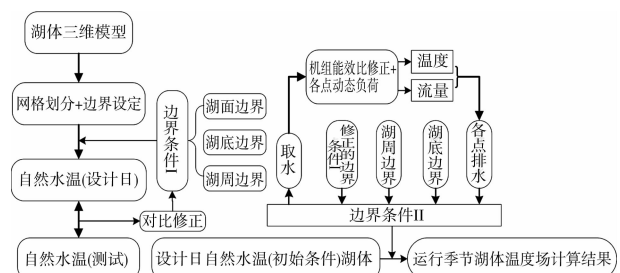 湖体三维模型
网格划分+边界设定
自然水温(设计日)
自然水温(测试)
对比修正
边界条件I
湖面边界
湖底边界
湖周边界
取水
机组能效比修正+
各点动态负荷
温度
流量
修正的边界
条件I
湖周边界
湖底边界
各点排水
边界条件II
设计日自然水温(初始条件)湖体
运行季节湖体温度场计算结果